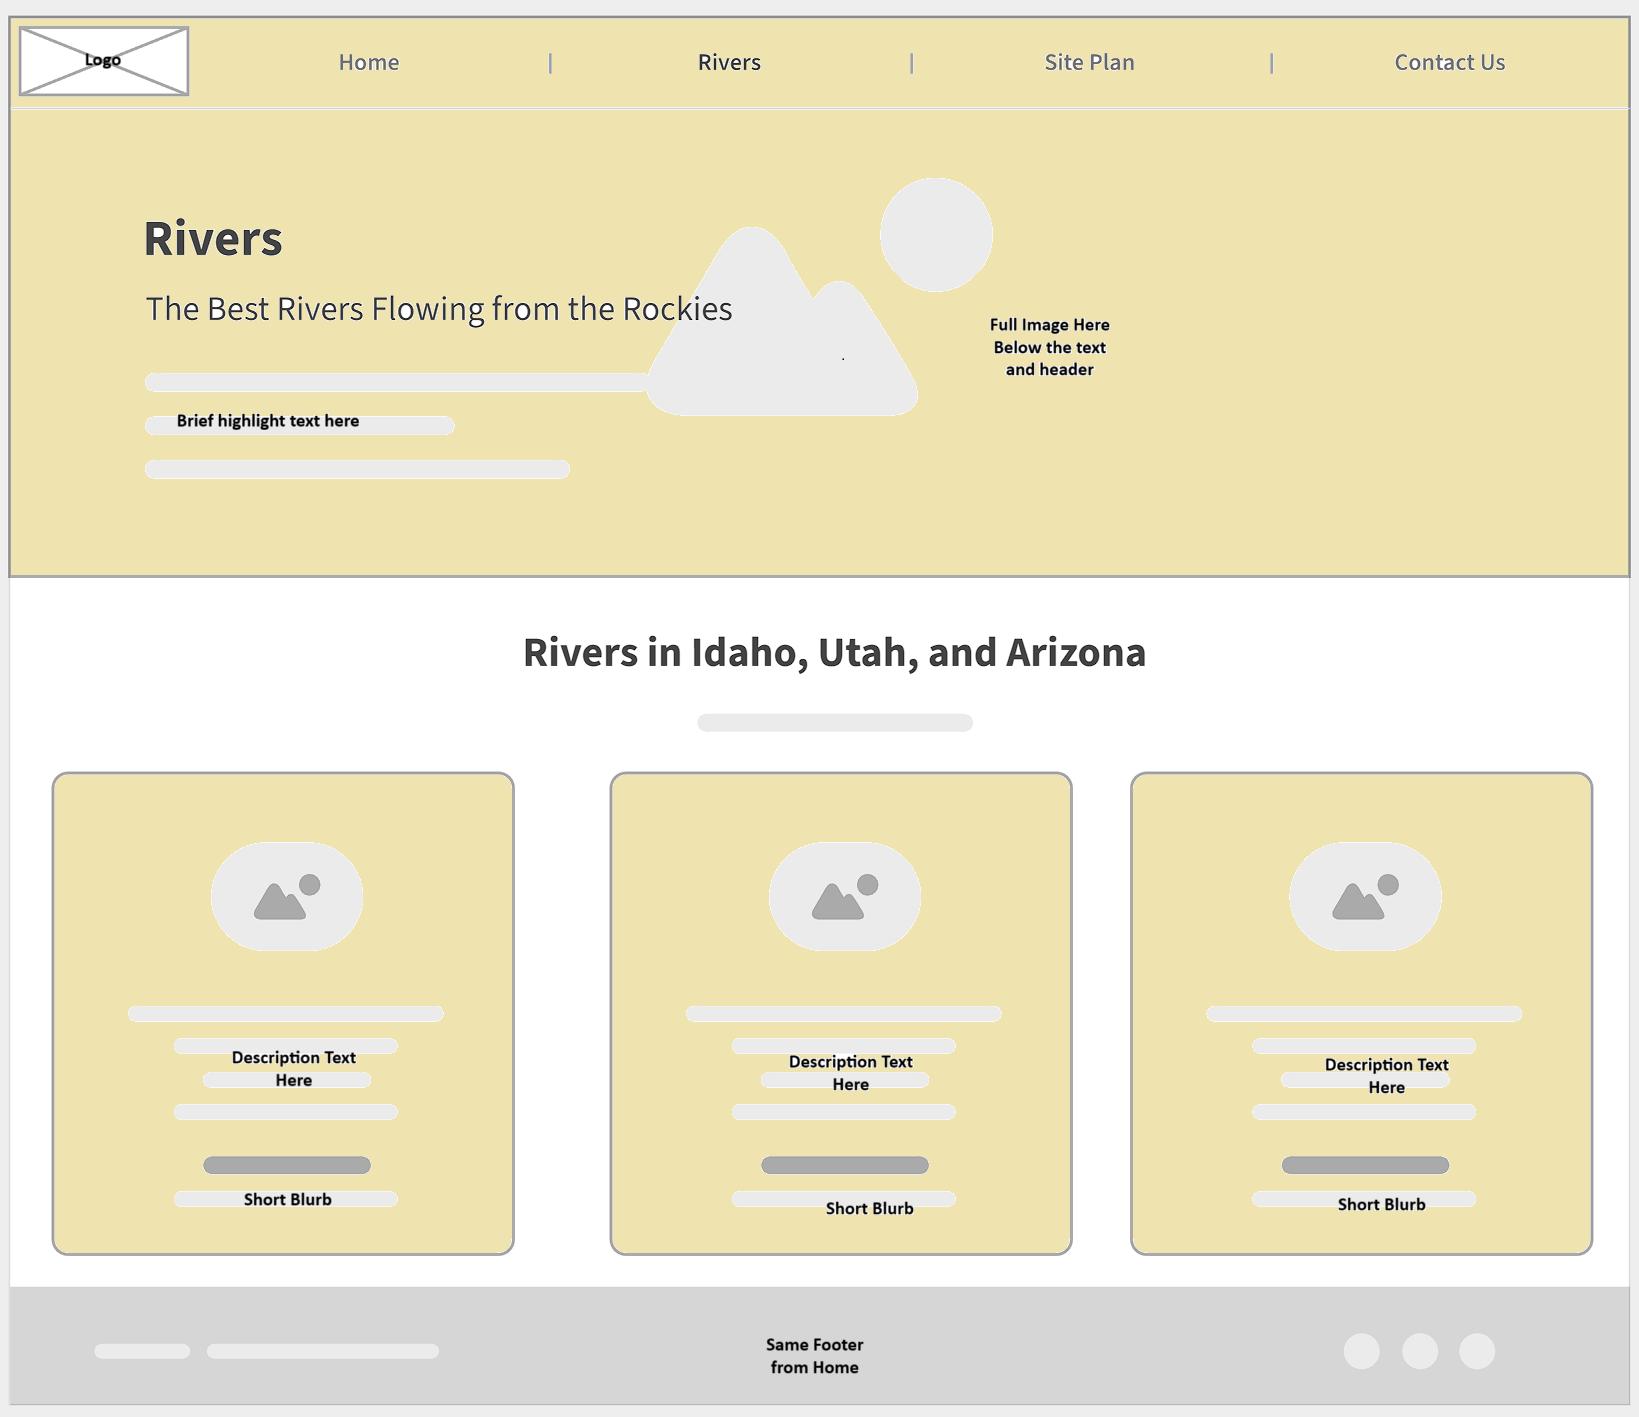 Logo
Home | Rivers | Site Plan | Contact Us
Rivers
The Best Rivers Flowing from the Rockies
Full Image Here
Below the text
and header
Brief highlight text here
Rivers in Idaho, Utah, and Arizona
Description Text
Here
Short Blurb
Description Text
Here
Short Blurb
Description Text
Here
Short Blurb
Same Footer
from Home